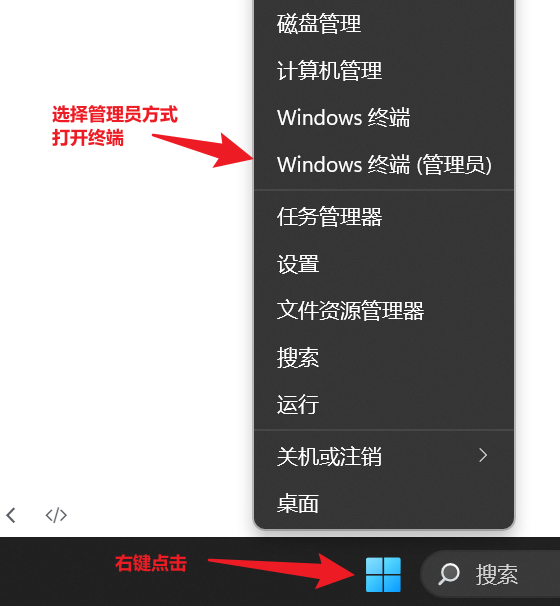 磁盘管理
计算机管理
选择管理员方式
打开终端
Windows 终端
Windows 终端 (管理员)
任务管理器
设置
文件资源管理器
搜索
运行
关机或注销
桌面
</>
右键点击
搜索